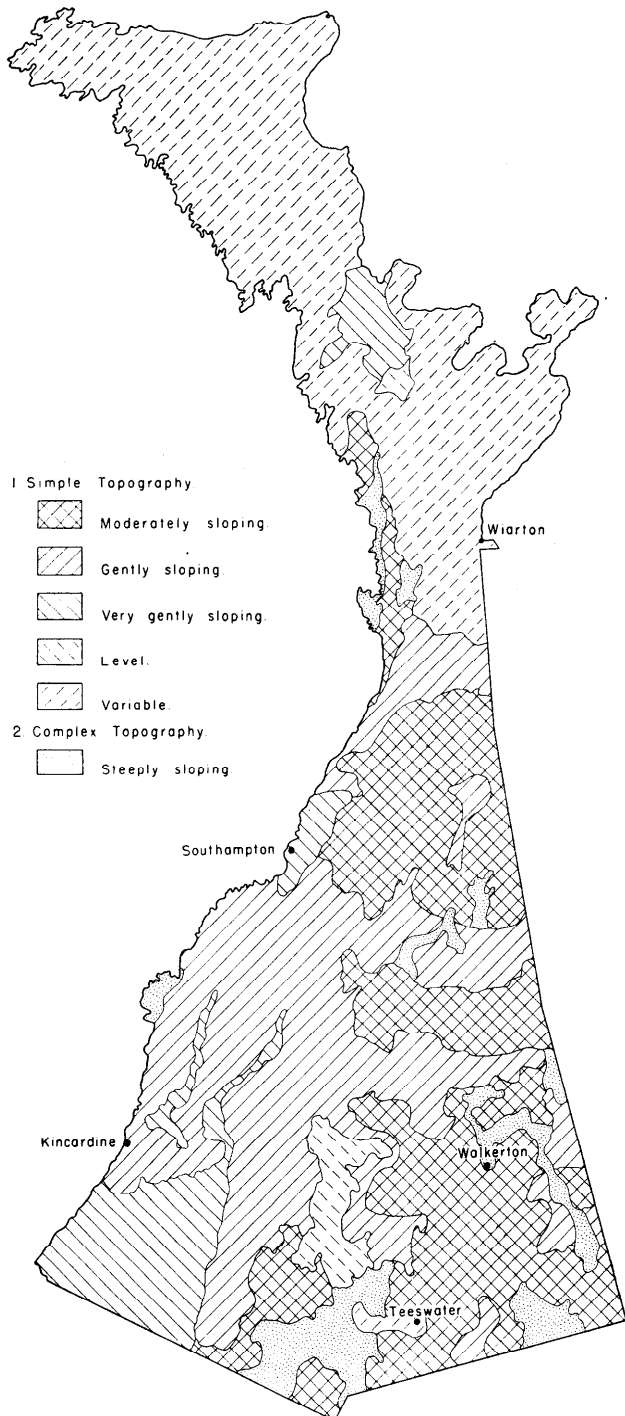 1 Simple Topography.
Moderately sloping.
Gently sloping.
Very gently sloping.
Level.
Variable.
2. Complex Topography.
Steeply sloping
Wiarton
Southampton
Kincardine
Walkerton
Teeswater